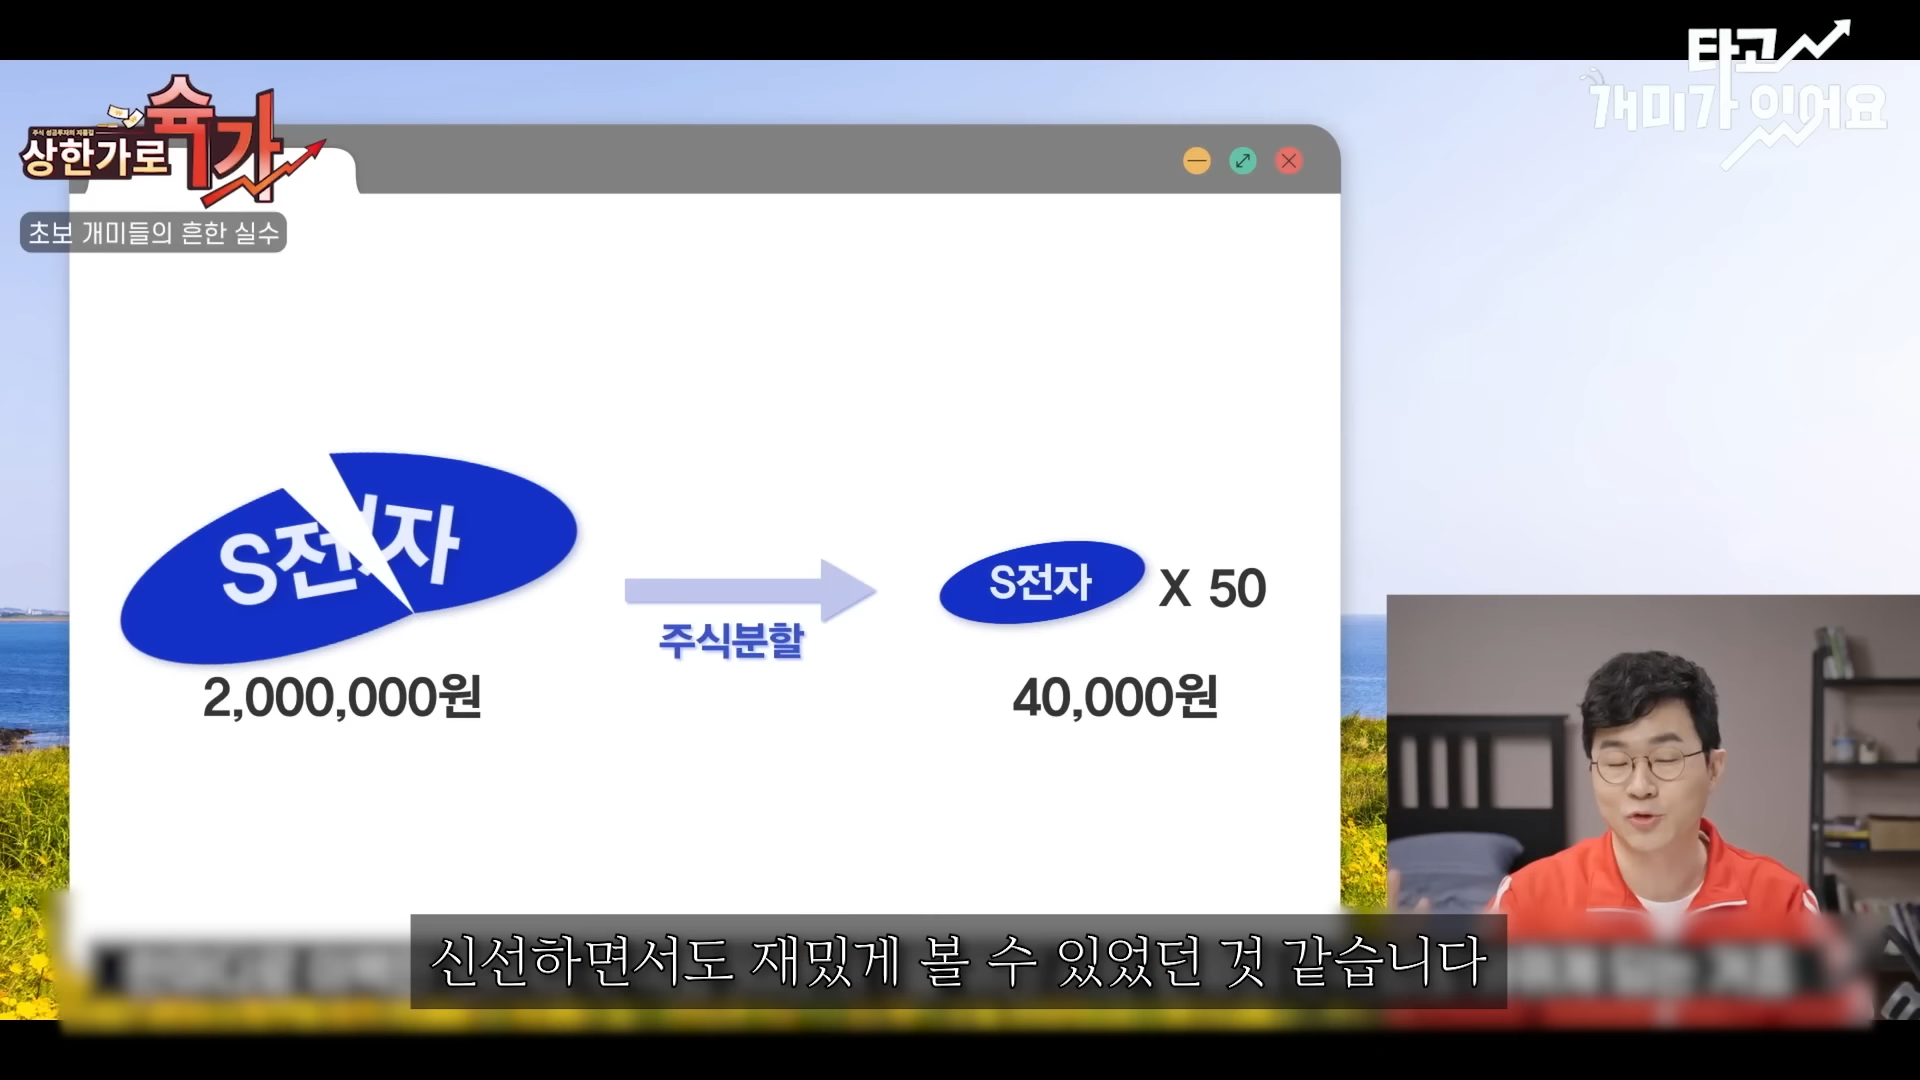 타고
개미가 있어요
주식 성공투자의 지름길
상한가로
슉가
초보 개미들의 흔한 실수
S전자
S전자 X 50
주식분할
2,000,000원
40,000원
신선하면서도 재밌게 볼 수 있었던 것 같습니다